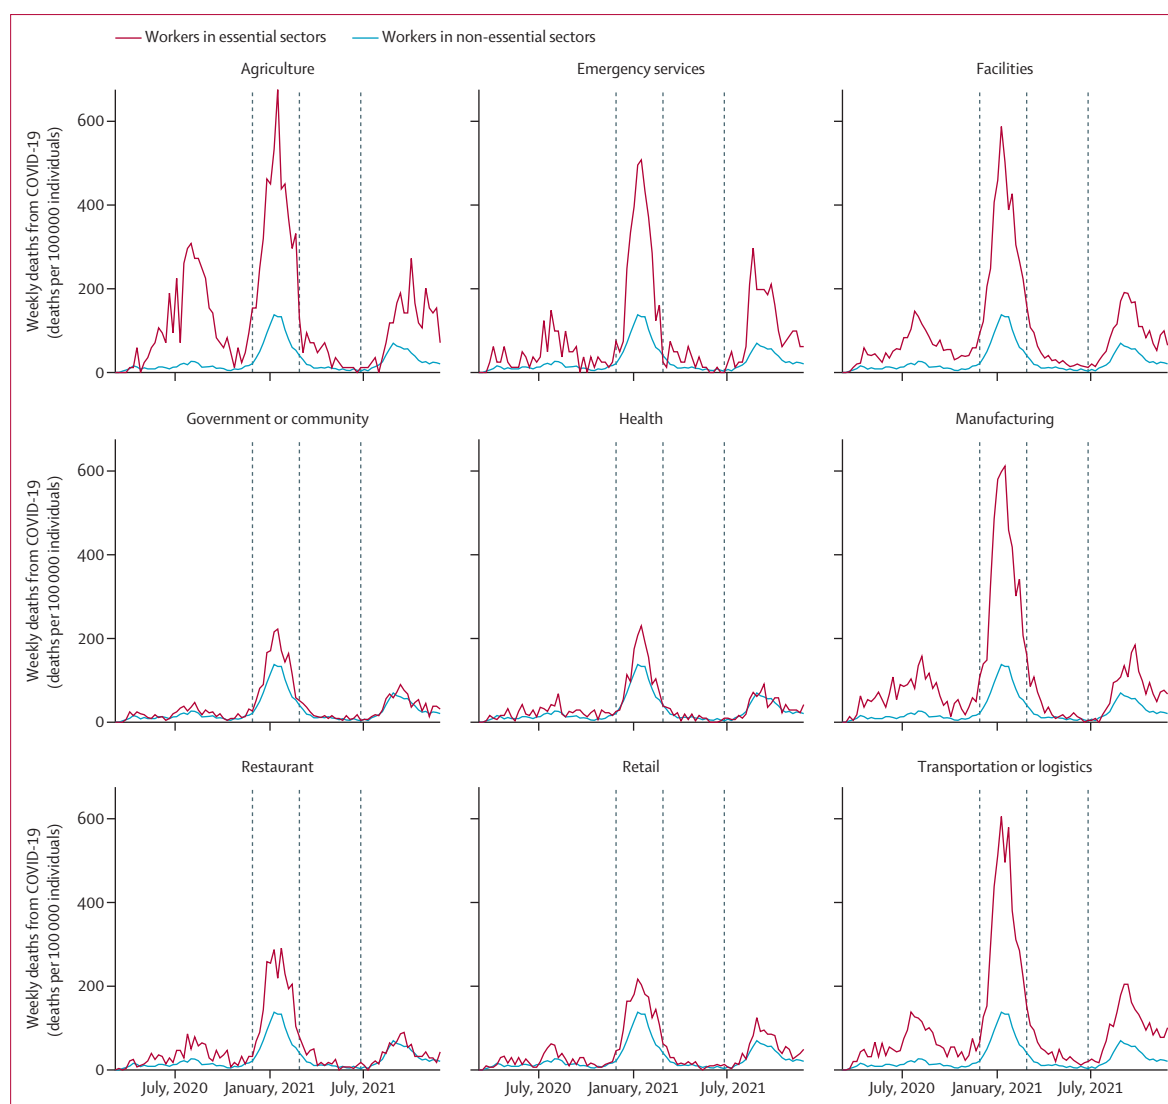 Workers in essential sectors Workers in non-essential sectors
Agriculture Emergency services Facilities
Weekly deaths from COVID-19
(deaths per 100 000 individuals)
600
400
200
0
Government or community Health Manufacturing
Weekly deaths from COVID-19
(deaths per 100 000 individuals)
600
400
200
0
Restaurant Retail Transportation or logistics
Weekly deaths from COVID-19
(deaths per 100 000 individuals)
600
400
200
0
July, 2020 January, 2021 July, 2021 July, 2020 January, 2021 July, 2021 July, 2020 January, 2021 July, 2021